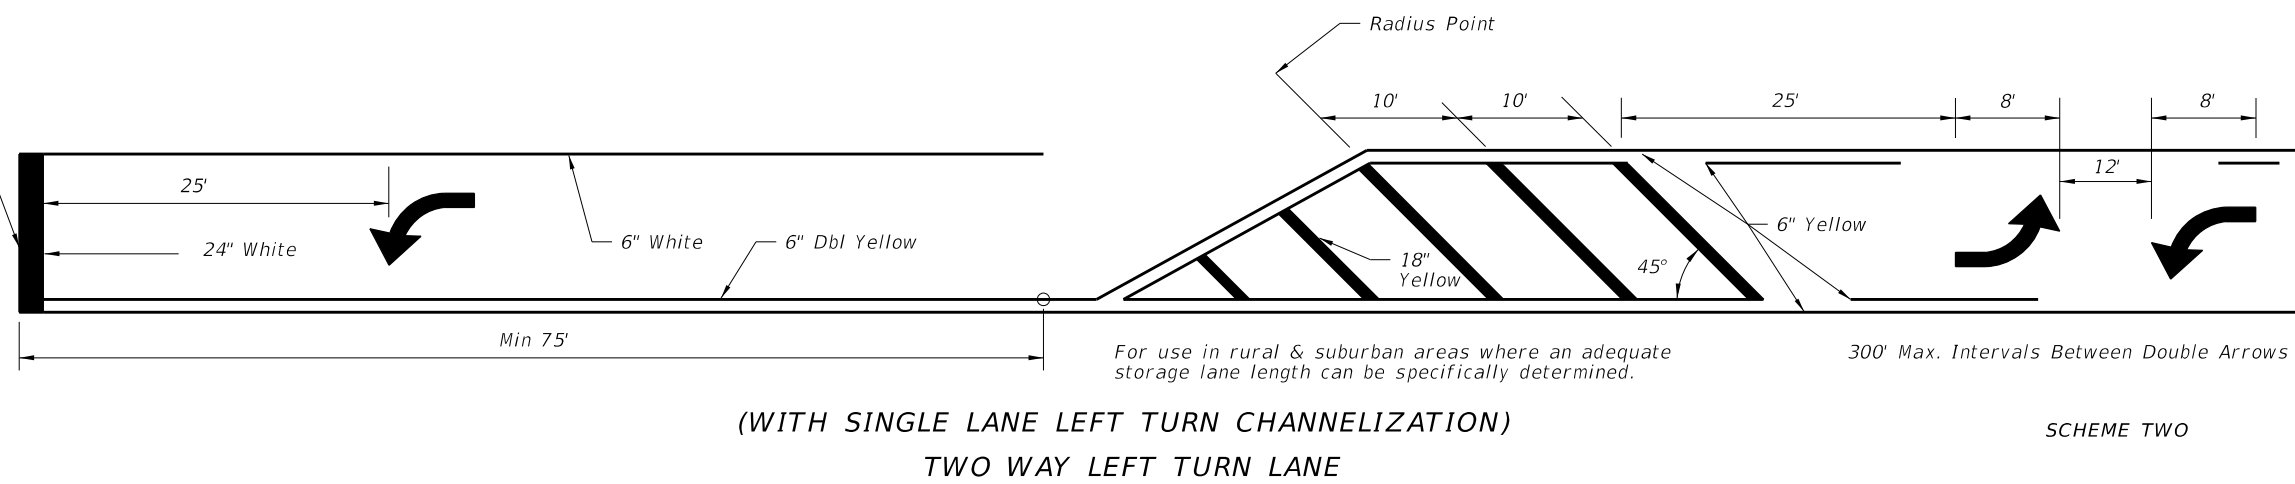 Radius Point
10' 10' 25' 8' 8'
12'
25'
6" White
6" Dbl Yellow
24" White
18"
Yellow
45°
6" Yellow
Min 75'
For use in rural & suburban areas where an adequate
storage lane length can be specifically determined.
300' Max. Intervals Between Double Arrows
(WITH SINGLE LANE LEFT TURN CHANNELIZATION)
SCHEME TWO
TWO WAY LEFT TURN LANE